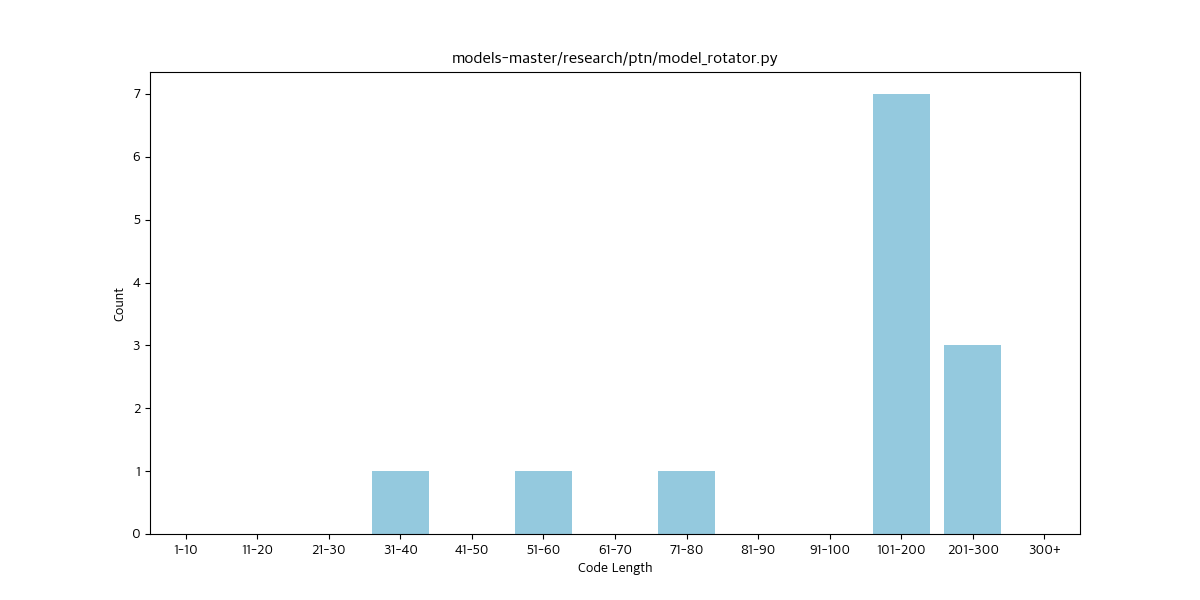 models-master/research/ptn/model_rotator.py
7
6
5
4
3
2
1
0
Count
1-10 11-20 21-30 31-40 41-50 51-60 61-70 71-80 81-90 91-100 101-200 201-300 300+
Code Length